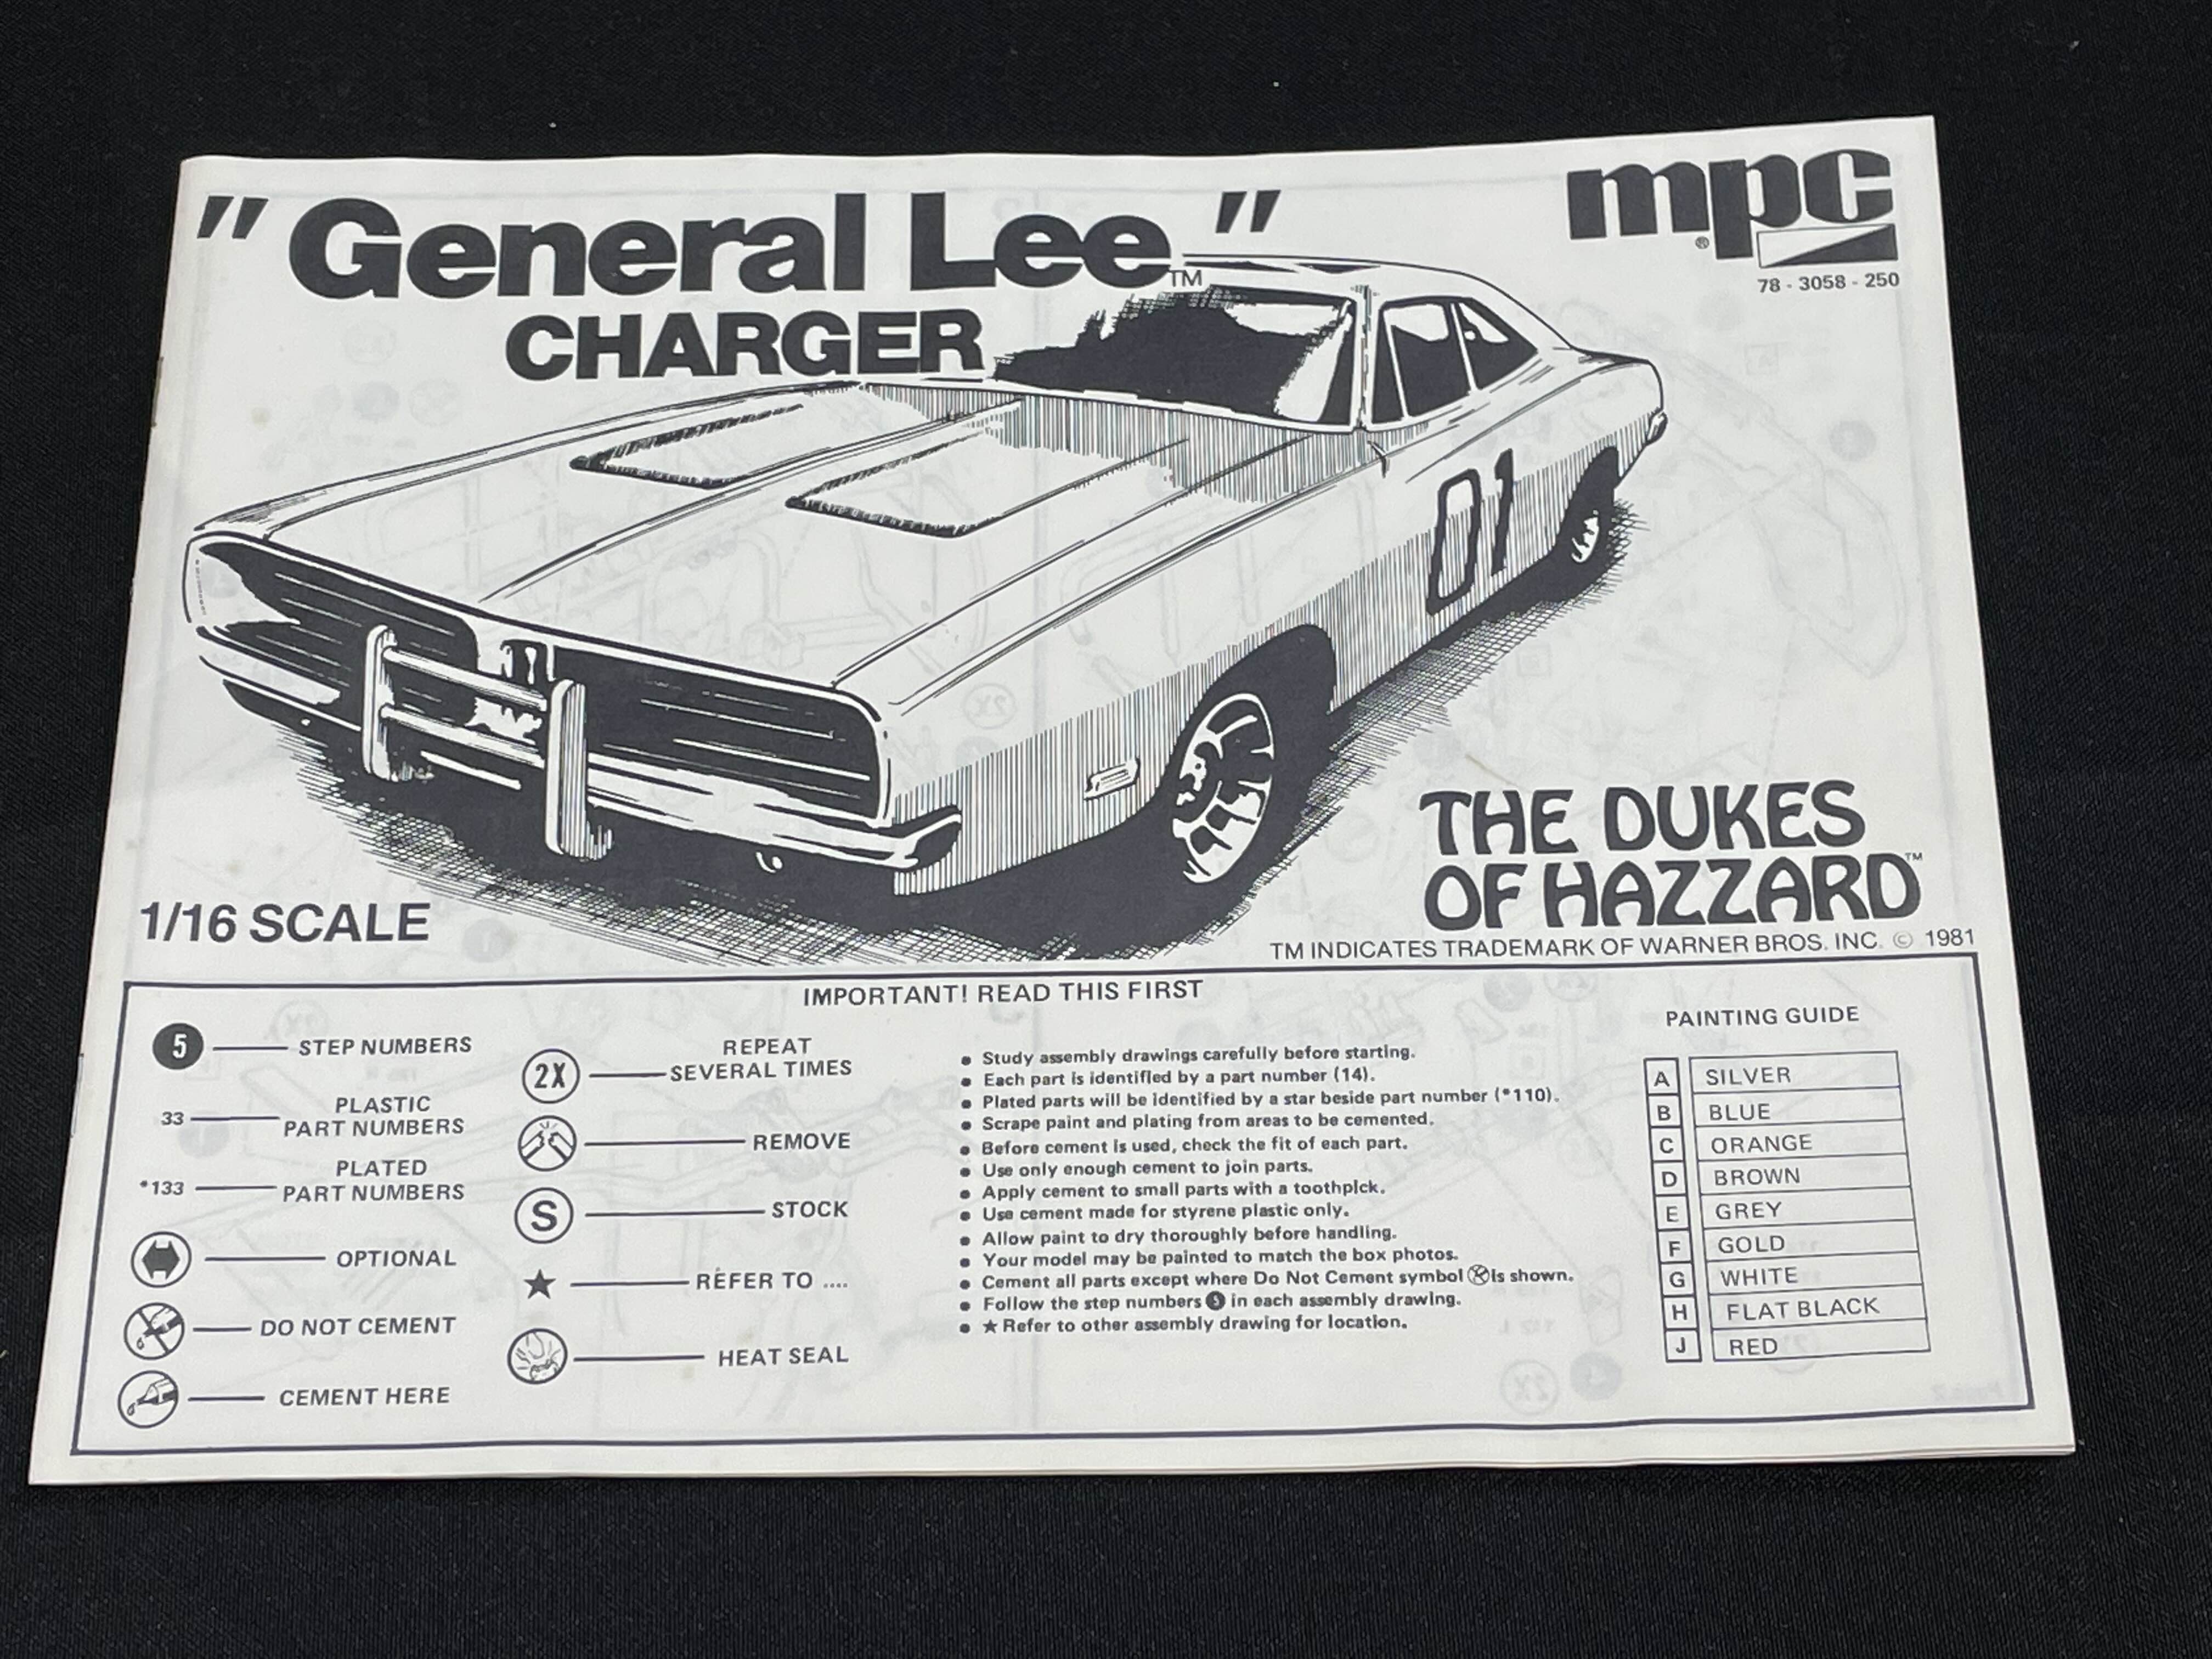 "General Lee"™
CHARGER
mpc®
78 - 3058 - 250
01
THE DUKES
OF HAZZARD™
1/16 SCALE
TM INDICATES TRADEMARK OF WARNER BROS. INC. © 1981
IMPORTANT! READ THIS FIRST
5 STEP NUMBERS
33 PLASTIC
PART NUMBERS
*133 PLATED
PART NUMBERS
OPTIONAL
DO NOT CEMENT
CEMENT HERE
2X REPEAT
SEVERAL TIMES
REMOVE
S STOCK
★ REFER TO ....
HEAT SEAL
• Study assembly drawings carefully before starting.
• Each part is identified by a part number (14).
• Plated parts will be identified by a star beside part number (*110).
• Scrape paint and plating from areas to be cemented.
• Before cement is used, check the fit of each part.
• Use only enough cement to join parts.
• Apply cement to small parts with a toothpick.
• Use cement made for styrene plastic only.
• Allow paint to dry thoroughly before handling.
• Your model may be painted to match the box photos.
• Cement all parts except where Do Not Cement symbol is shown.
• Follow the step numbers 5 in each assembly drawing.
• ★ Refer to other assembly drawing for location.
PAINTING GUIDE
A SILVER
B BLUE
C ORANGE
D BROWN
E GREY
F GOLD
G WHITE
H FLAT BLACK
J RED